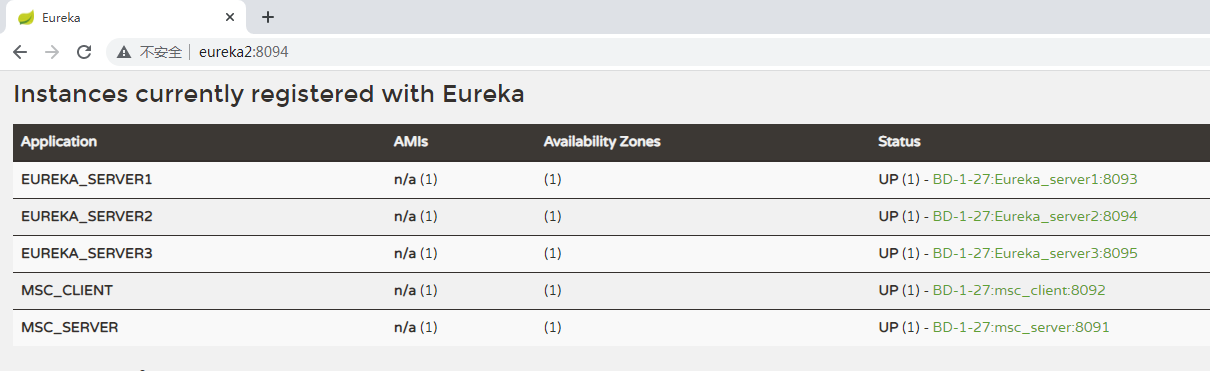 Eureka
不安全 eureka2:8094
Instances currently registered with Eureka
Application AMIs Availability Zones Status
EUREKA_SERVER1 n/a (1) (1) UP (1) - BD-1-27:Eureka_server1:8093
EUREKA_SERVER2 n/a (1) (1) UP (1) - BD-1-27:Eureka_server2:8094
EUREKA_SERVER3 n/a (1) (1) UP (1) - BD-1-27:Eureka_server3:8095
MSC_CLIENT n/a (1) (1) UP (1) - BD-1-27:msc_client:8092
MSC_SERVER n/a (1) (1) UP (1) - BD-1-27:msc_server:8091